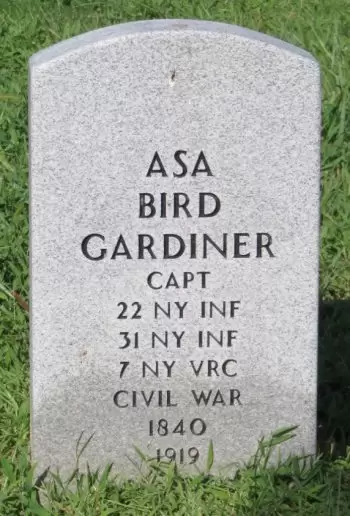 ASA
BIRD
GARDINER
CAPT
22 NY INF
31 NY INF
7 NY VRC
CIVIL WAR
1840
1919